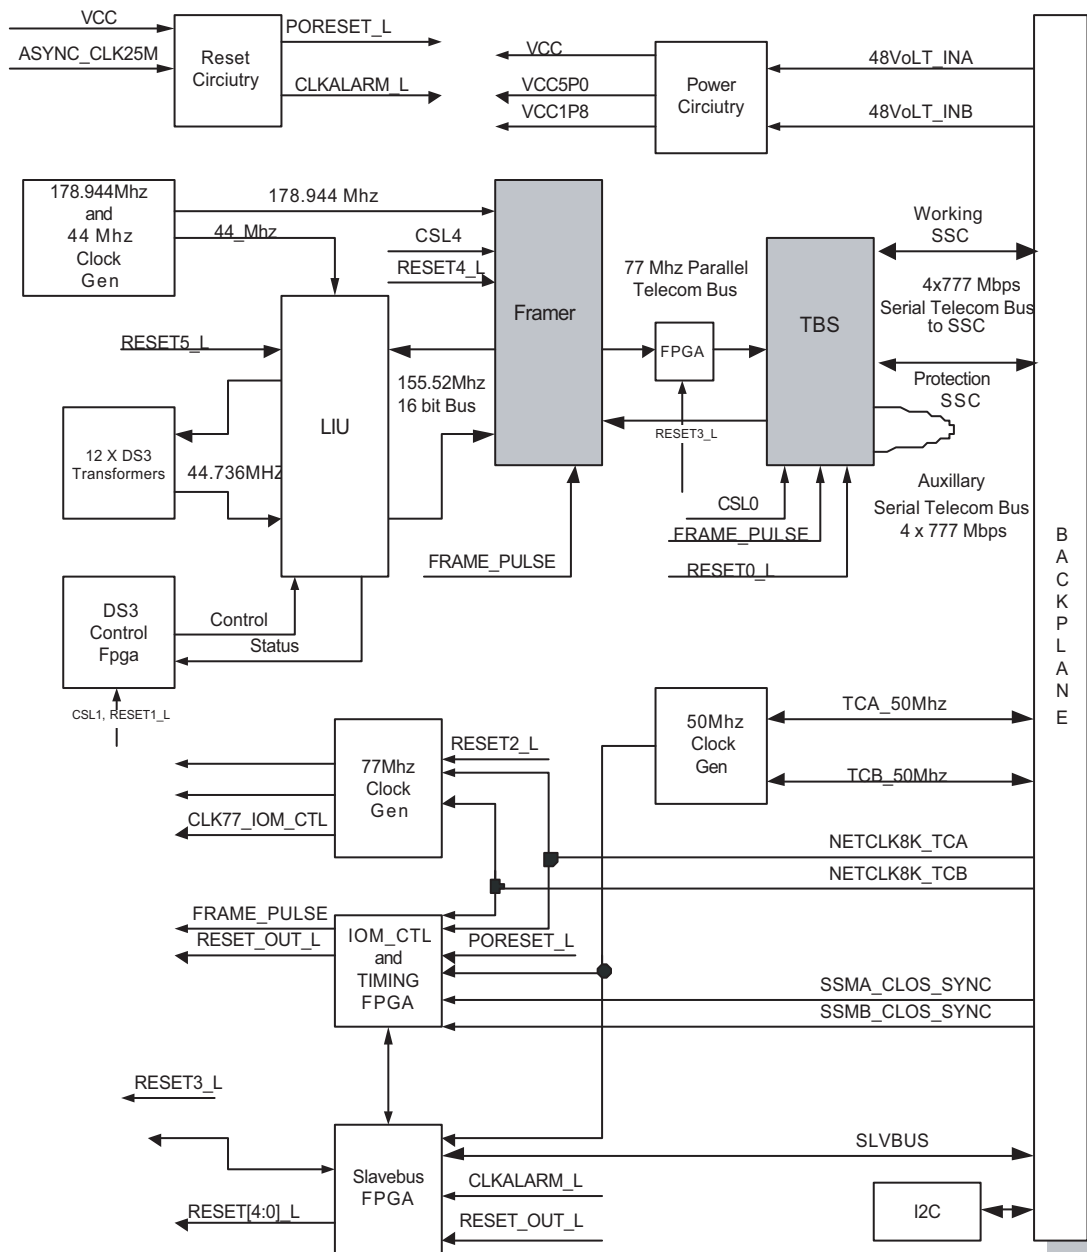 VCC
ASYNC_CLK25M
Reset
Circiutry
PORESET_L
CLKALARM_L
VCC
VCC5P0
VCC1P8
Power
Circiutry
48VoLT_INA
48VoLT_INB
178.944Mhz
and
44 Mhz
Clock
Gen
178.944 Mhz
44_Mhz
CSL4
RESET4_L
Framer
77 Mhz Parallel
Telecom Bus
FPGA
RESET3_L
TBS
Working
SSC
4x777 Mbps
Serial Telecom Bus
to SSC
Protection
SSC
Auxillary
Serial Telecom Bus
4 x 777 Mbps
RESET5_L
LIU
155.52Mhz
16 bit Bus
12 X DS3
Transformers
44.736MHZ
CSL0
FRAME_PULSE
RESET0_L
FRAME_PULSE
DS3
Control
Fpga
Control
Status
CSL1, RESET1_L
BACKPLANE
77Mhz
Clock
Gen
RESET2_L
CLK77_IOM_CTL
50Mhz
Clock
Gen
TCA_50Mhz
TCB_50Mhz
NETCLK8K_TCA
NETCLK8K_TCB
FRAME_PULSE
RESET_OUT_L
IOM_CTL
and
TIMING
FPGA
PORESET_L
SSMA_CLOS_SYNC
SSMB_CLOS_SYNC
RESET3_L
Slavebus
FPGA
SLVBUS
CLKALARM_L
RESET_OUT_L
RESET[4:0]_L
I2C